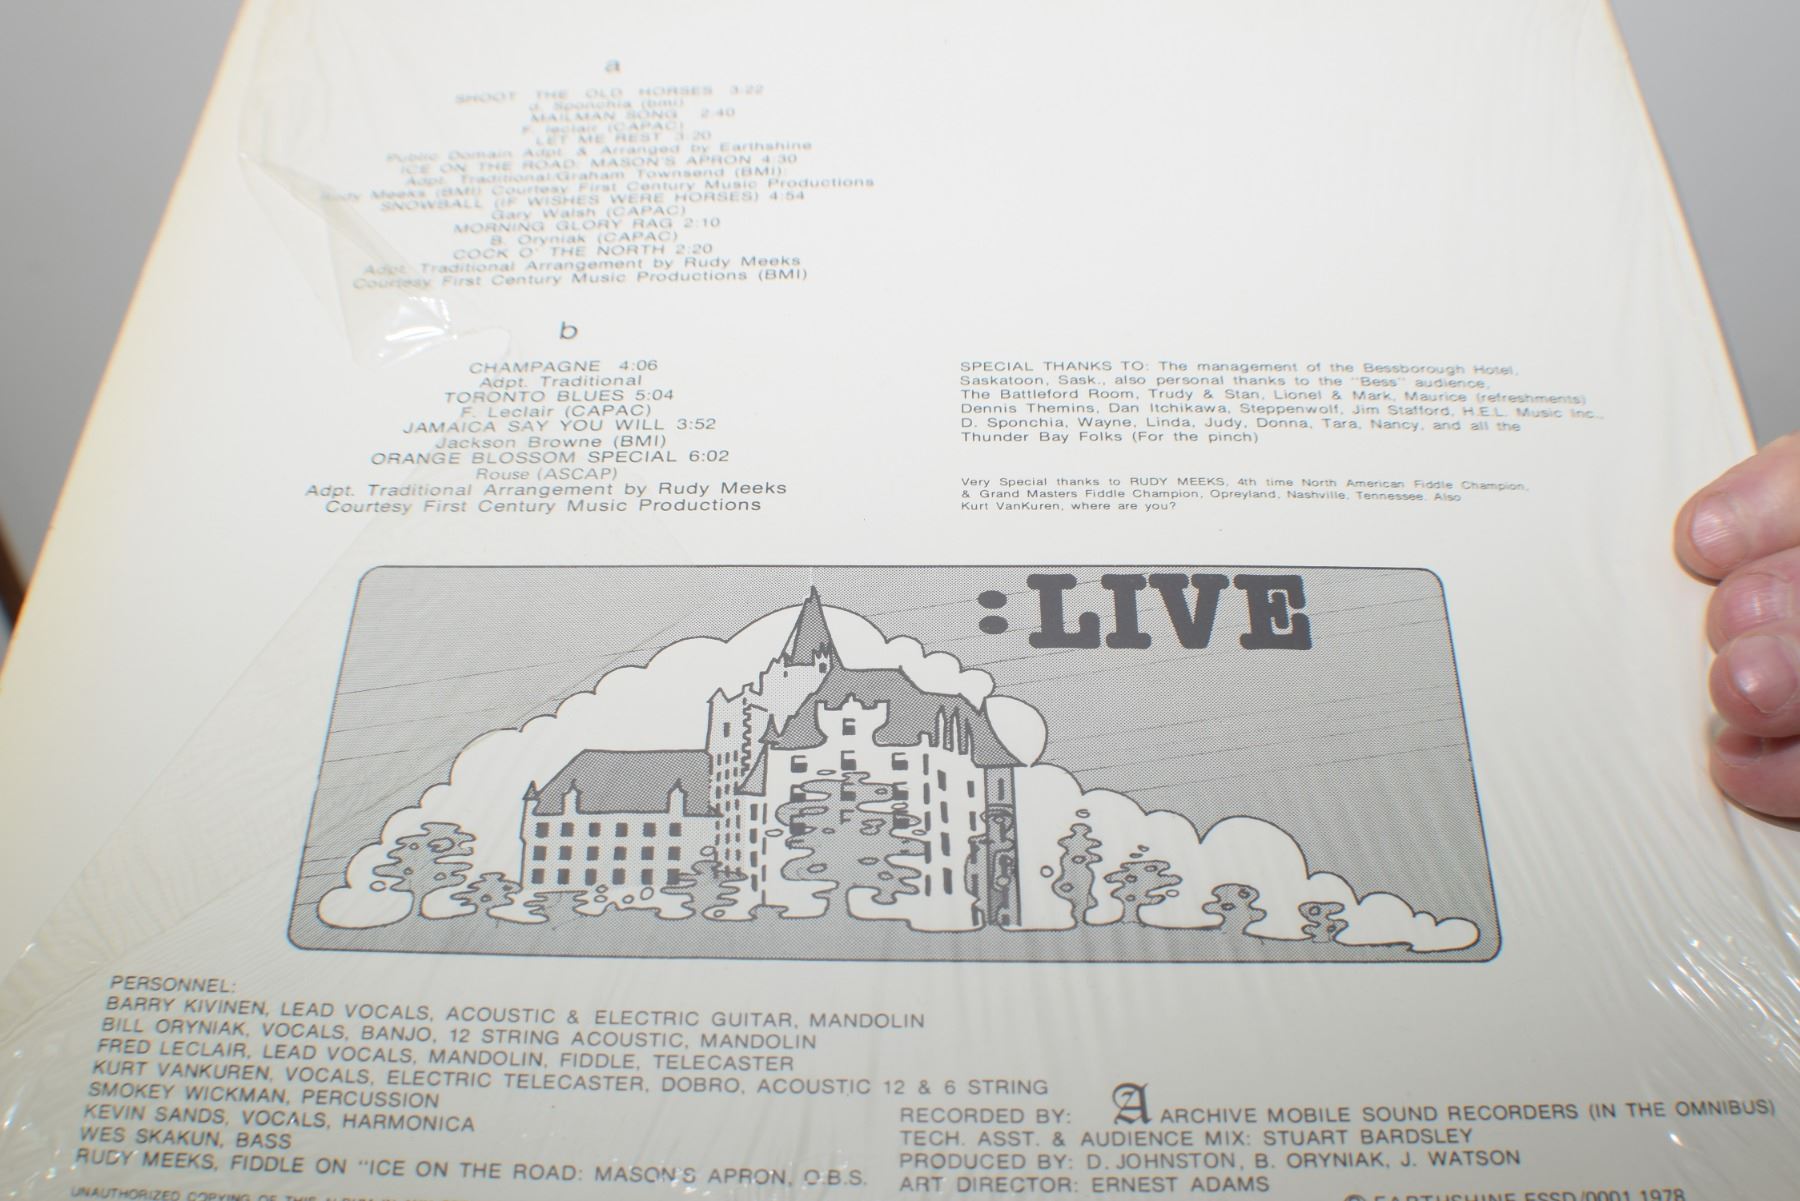 a
SHOOT THE OLD HORSES 3:22
d. Sponchia (bmi)
MAILMAN SONG 2:40
F. leclair (CAPAC)
LET ME REST 3:20
Public Domain Adpt. & Arranged by Earthshine
ICE ON THE ROAD: MASON'S APRON 4:30
Adpt. Traditional/Graham Townsend (BMI)
Rudy Meeks (BMI) Courtesy First Century Music Productions
SNOWBALL (IF WISHES WERE HORSES) 4:54
Gary Walsh (CAPAC)
MORNING GLORY RAG 2:10
B. Oryniak (CAPAC)
COCK O' THE NORTH 2:20
Adpt. Traditional Arrangement by Rudy Meeks
Courtesy First Century Music Productions (BMI)
b
CHAMPAGNE 4:06
Adpt. Traditional
TORONTO BLUES 5:04
F. Leclair (CAPAC)
JAMAICA SAY YOU WILL 3:52
Jackson Browne (BMI)
ORANGE BLOSSOM SPECIAL 6:02
Rouse (ASCAP)
Adpt. Traditional Arrangement by Rudy Meeks
Courtesy First Century Music Productions
SPECIAL THANKS TO: The management of the Bessborough Hotel,
Saskatoon, Sask., also personal thanks to the "Bess" audience,
The Battleford Room, Trudy & Stan, Lionel & Mark, Maurice (refreshments)
Dennis Themins, Dan Itchikawa, Steppenwolf, Jim Stafford, H.E.L. Music Inc.,
D. Sponchia, Wayne, Linda, Judy, Donna, Tara, Nancy, and all the
Thunder Bay Folks (For the pinch)
Very Special thanks to RUDY MEEKS, 4th time North American Fiddle Champion,
& Grand Masters Fiddle Champion, Opreyland, Nashville, Tennessee. Also
Kurt VanKuren, where are you?
:LIVE
PERSONNEL:
BARRY KIVINEN, LEAD VOCALS, ACOUSTIC & ELECTRIC GUITAR, MANDOLIN
BILL ORYNIAK, VOCALS, BANJO, 12 STRING ACOUSTIC, MANDOLIN
FRED LECLAIR, LEAD VOCALS, MANDOLIN, FIDDLE, TELECASTER
KURT VANKUREN, VOCALS, ELECTRIC TELECASTER, DOBRO, ACOUSTIC 12 & 6 STRING
SMOKEY WICKMAN, PERCUSSION
KEVIN SANDS, VOCALS, HARMONICA
WES SKAKUN, BASS
RUDY MEEKS, FIDDLE ON "ICE ON THE ROAD: MASON'S APRON, O.B.S.
UNAUTHORIZED COPYING OF THIS ALBUM
RECORDED BY: A ARCHIVE MOBILE SOUND RECORDERS (IN THE OMNIBUS)
TECH. ASST. & AUDIENCE MIX: STUART BARDSLEY
PRODUCED BY: D. JOHNSTON, B. ORYNIAK, J. WATSON
ART DIRECTOR: ERNEST ADAMS
© EARTHSHINE ESSD/0001 1978